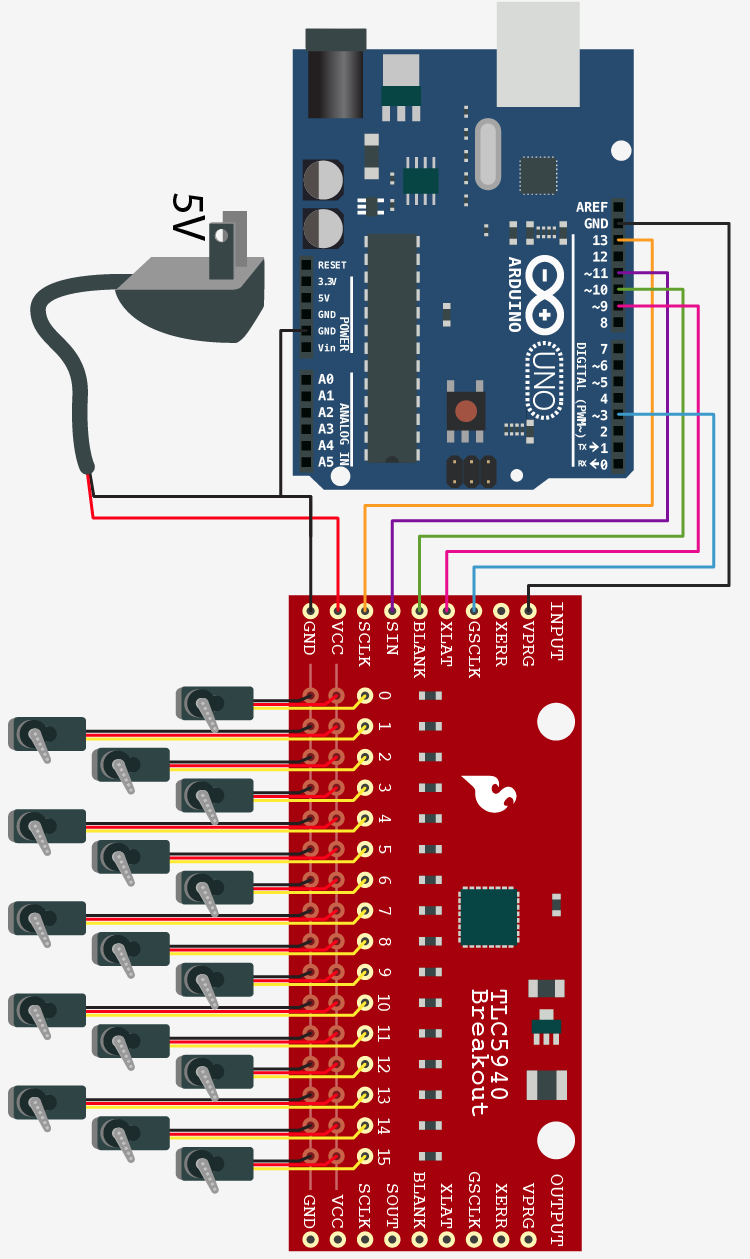 5V
AREF
GND
13
12
~11
~10
~9
8
7
~6
~5
4
~3
2
TX→1
RX←0
DIGITAL (PWM~)
ARDUINO
UNO
RESET
3.3V
5V
GND
GND
Vin
POWER
A0
A1
A2
A3
A4
A5
ANALOG IN
GND
VCC
SCLK
SIN
BLANK
XLAT
GSCLK
XERR
VPRG
INPUT
0
1
2
3
4
5
6
7
8
9
10
11
12
13
14
15
TLC5940
Breakout
GND
VCC
SCLK
SOUT
BLANK
XLAT
GSCLK
XERR
VPRG
OUTPUT